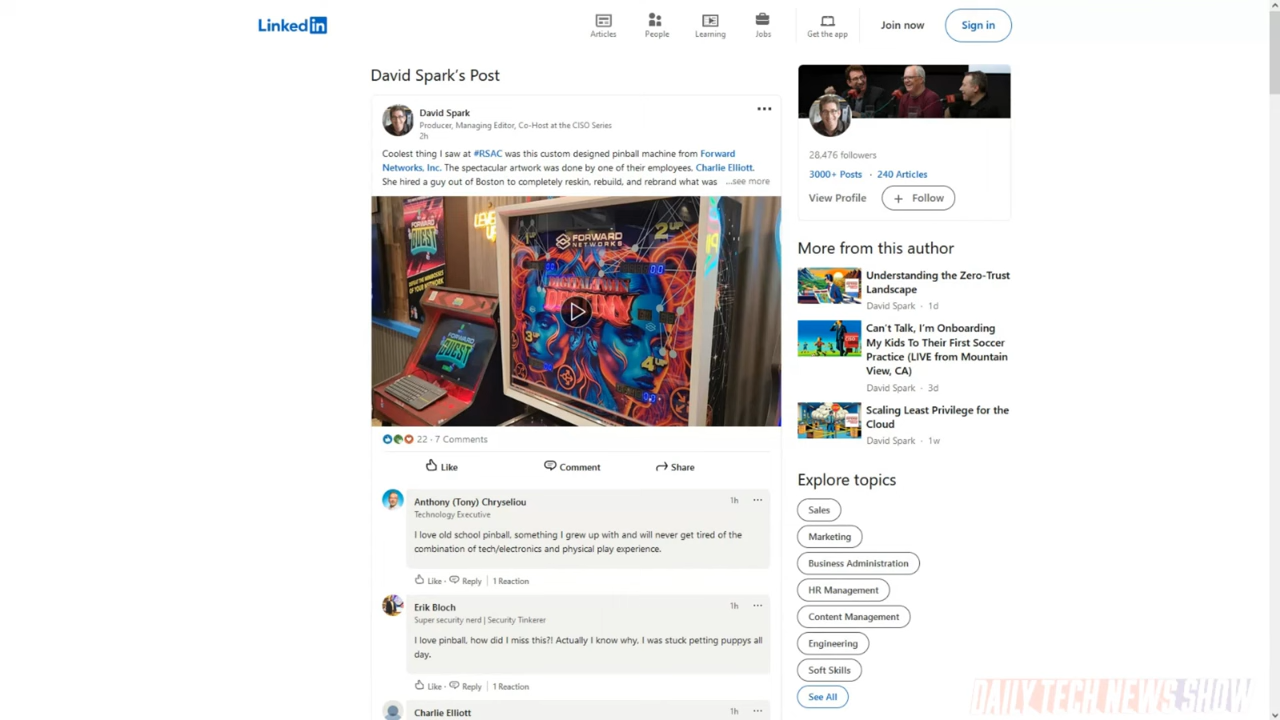 Linked in
Articles
People
Learning
Jobs
Get the app
Join now
Sign in
David Spark's Post
David Spark
Producer, Managing Editor, Co-Host at the CISO Series
2h
Coolest thing I saw at #RSAC was this custom designed pinball machine from Forward
Networks, Inc. The spectacular artwork was done by one of their employees. Charlie Elliott.
She hired a guy out of Boston to completely reskin, rebuild, and rebrand what was ...see more
FORWARD
NETWORKS
FORWARD
QUEST
22 · 7 Comments
Like
Comment
Share
Anthony (Tony) Chryseliou
1h
Technology Executive
I love old school pinball, something I grew up with and will never get tired of the
combination of tech/electronics and physical play experience.
Like · Reply | 1 Reaction
Erik Bloch
1h
Super security nerd | Security Tinkerer
I love pinball, how did I miss this?! Actually I know why. I was stuck petting puppys all
day.
Like · Reply | 1 Reaction
Charlie Elliott
1h
28,476 followers
3000+ Posts · 240 Articles
View Profile
+ Follow
More from this author
Understanding the Zero-Trust
Landscape
David Spark · 1d
Can't Talk, I'm Onboarding
My Kids To Their First Soccer
Practice (LIVE from Mountain
View, CA)
David Spark · 3d
Scaling Least Privilege for the
Cloud
David Spark · 1w
Explore topics
Sales
Marketing
Business Administration
HR Management
Content Management
Engineering
Soft Skills
See All
DAILY TECH NEWS SHOW